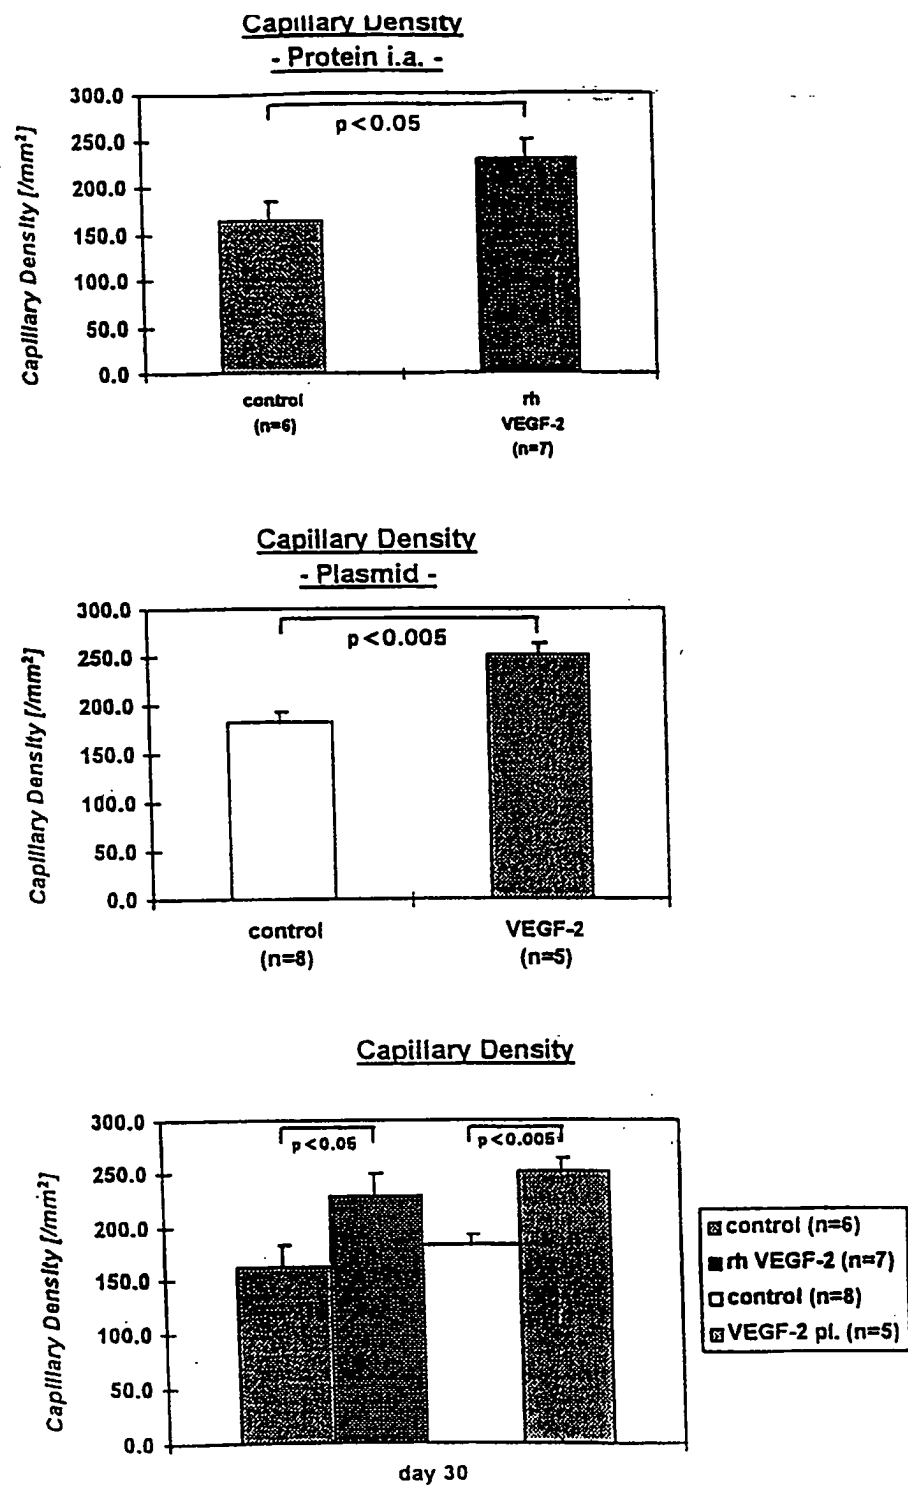 Capillary Density
- Protein i.a. -
300.0
250.0
200.0
150.0
100.0
50.0
0.0
Capillary Density [/mm²]
p<0.05
control
(n=6)
rh
VEGF-2
(n=7)
Capillary Density
- Plasmid -
300.0
250.0
200.0
150.0
100.0
50.0
0.0
Capillary Density [/mm²]
p<0.005
control
(n=8)
VEGF-2
(n=5)
Capillary Density
300.0
250.0
200.0
150.0
100.0
50.0
0.0
Capillary Density [/mm²]
p<0.05
p<0.005
day 30
control (n=6)
rh VEGF-2 (n=7)
control (n=8)
VEGF-2 pl. (n=5)